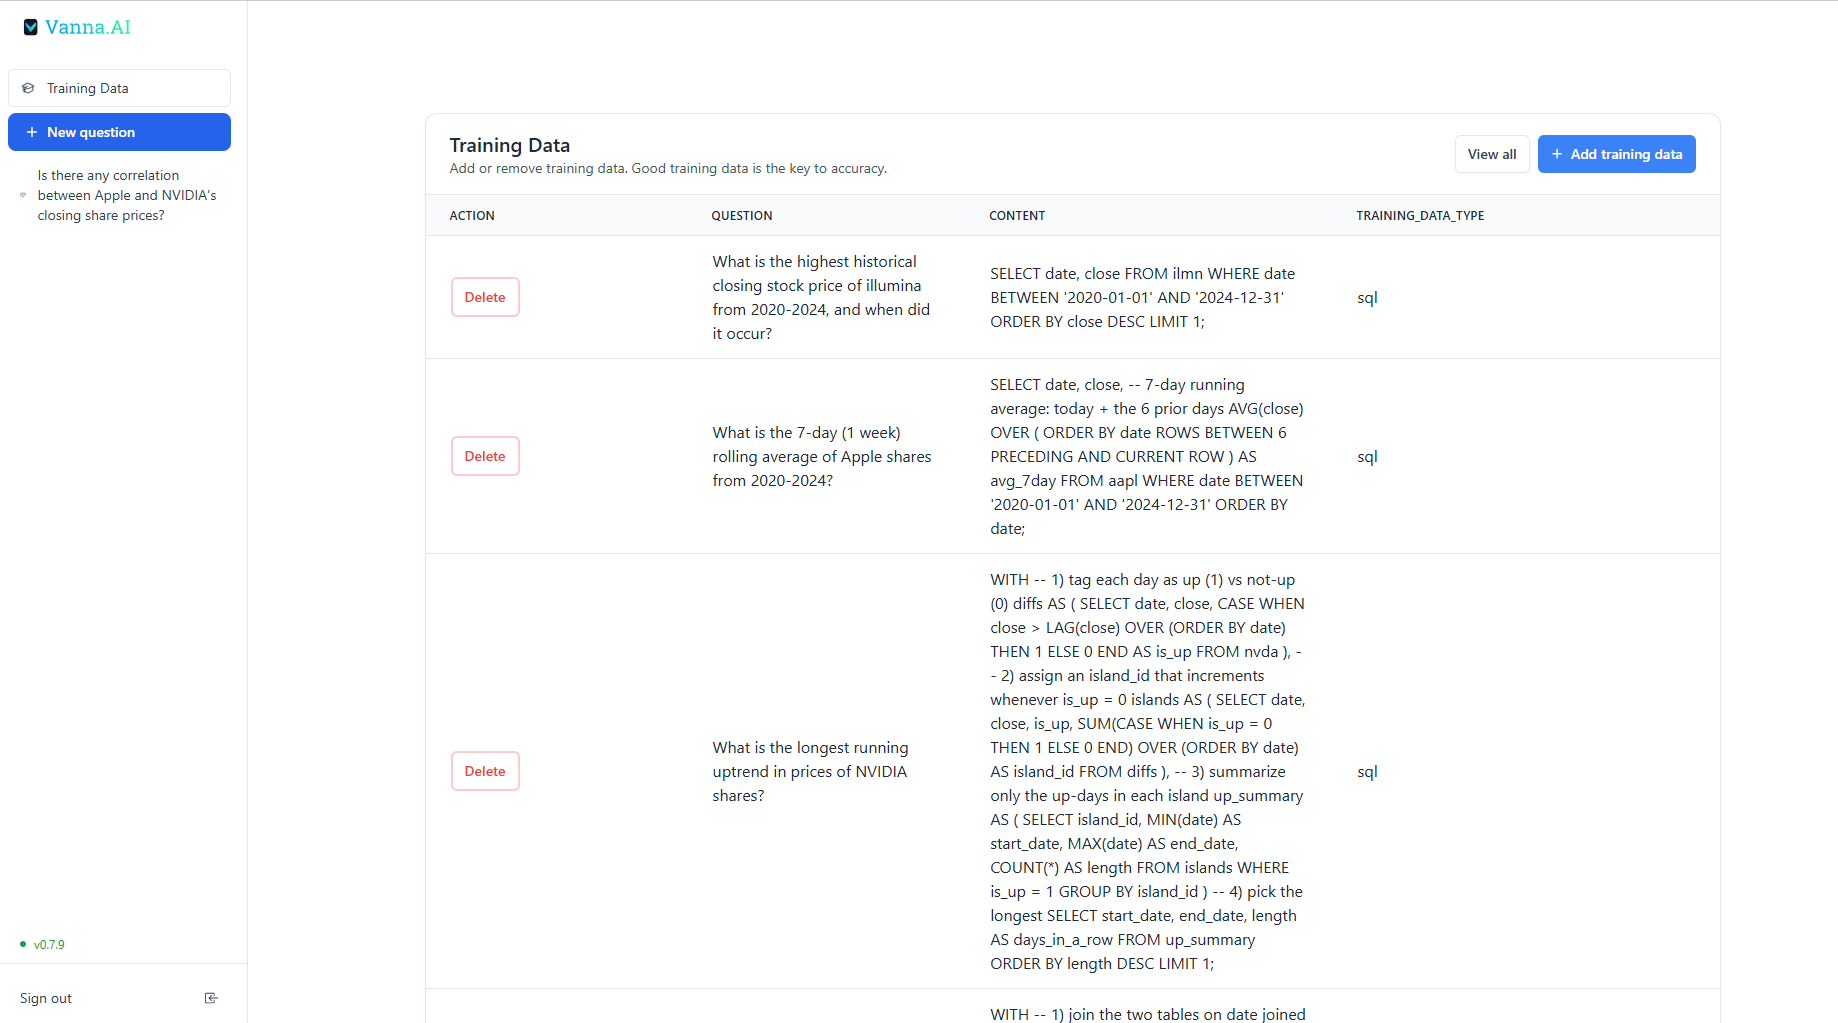 Vanna.AI
Training Data
+ New question
Is there any correlation
between Apple and NVIDIA's
closing share prices?
v0.7.9
Sign out
Training Data
Add or remove training data. Good training data is the key to accuracy.
View all
+ Add training data
ACTION
QUESTION
CONTENT
TRAINING_DATA_TYPE
Delete
What is the highest historical
closing stock price of illumina
from 2020-2024, and when did
it occur?
SELECT date, close FROM ilmn WHERE date
BETWEEN '2020-01-01' AND '2024-12-31'
ORDER BY close DESC LIMIT 1;
sql
Delete
What is the 7-day (1 week)
rolling average of Apple shares
from 2020-2024?
SELECT date, close, -- 7-day running
average: today + the 6 prior days AVG(close)
OVER ( ORDER BY date ROWS BETWEEN 6
PRECEDING AND CURRENT ROW ) AS
avg_7day FROM aapl WHERE date BETWEEN
'2020-01-01' AND '2024-12-31' ORDER BY
date;
sql
Delete
What is the longest running
uptrend in prices of NVIDIA
shares?
WITH -- 1) tag each day as up (1) vs not-up
(0) diffs AS ( SELECT date, close, CASE WHEN
close > LAG(close) OVER (ORDER BY date)
THEN 1 ELSE 0 END AS is_up FROM nvda ), -
- 2) assign an island_id that increments
whenever is_up = 0 islands AS ( SELECT date,
close, is_up, SUM(CASE WHEN is_up = 0
THEN 1 ELSE 0 END) OVER (ORDER BY date)
AS island_id FROM diffs ), -- 3) summarize
only the up-days in each island up_summary
AS ( SELECT island_id, MIN(date) AS
start_date, MAX(date) AS end_date,
COUNT(*) AS length FROM islands WHERE
is_up = 1 GROUP BY island_id ) -- 4) pick the
longest SELECT start_date, end_date, length
AS days_in_a_row FROM up_summary
ORDER BY length DESC LIMIT 1;
sql
WITH -- 1) join the two tables on date joined